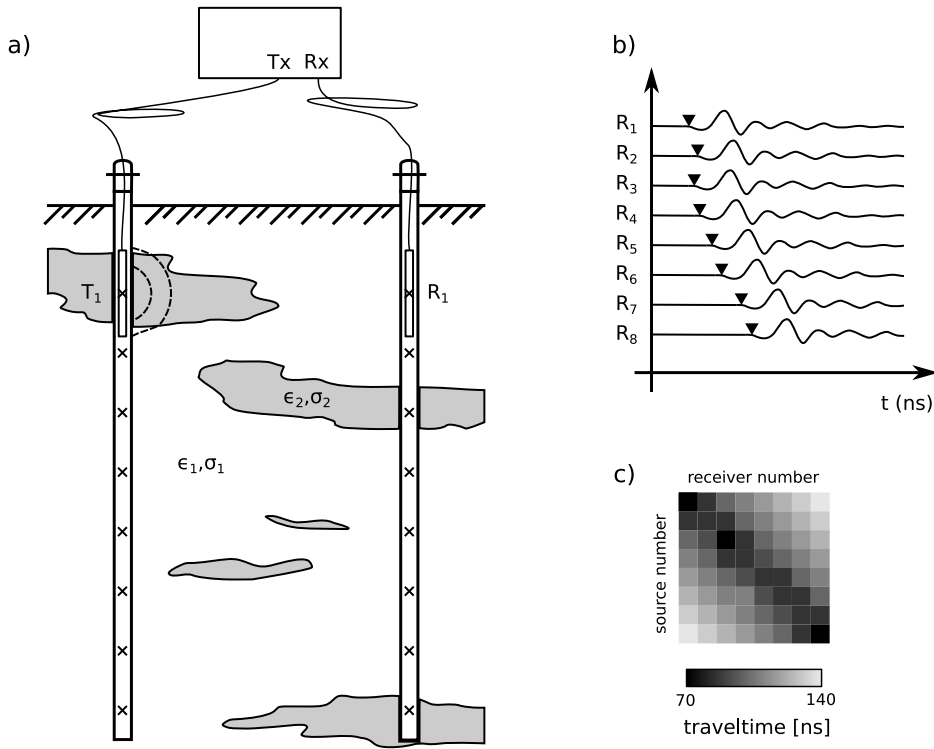 a)
Tx Rx
T₁
R₁
ϵ₂,σ₂
ϵ₁,σ₁
b)
R₁
R₂
R₃
R₄
R₅
R₆
R₇
R₈
t (ns)
c)
receiver number
source number
70 140
traveltime [ns]